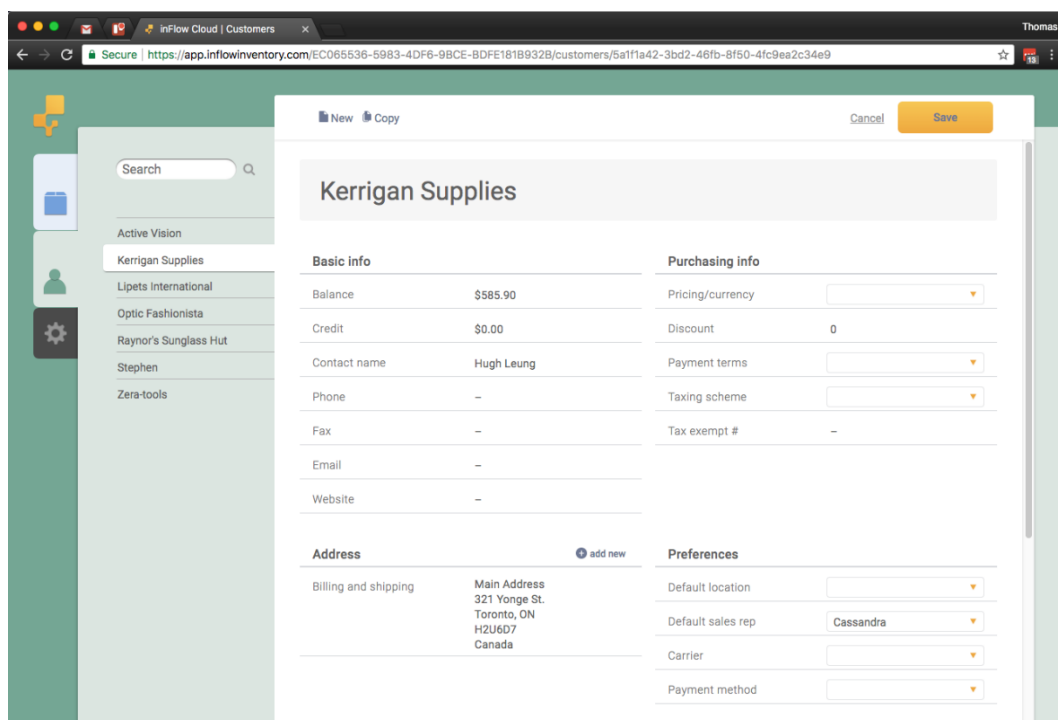 inFlow Cloud | Customers
Thomas
Secure | https://app.inflowinventory.com/EC065536-5983-4DF6-9BCE-BDFE181B932B/customers/5a1f1a42-3bd2-46fb-8f50-4fc9ea2c34e9
13
New Copy Cancel Save
Search
Active Vision
Kerrigan Supplies
Lipets International
Optic Fashionista
Raynor's Sunglass Hut
Stephen
Zera-tools
Kerrigan Supplies
Basic info
Balance $585.90
Credit $0.00
Contact name Hugh Leung
Phone –
Fax –
Email –
Website –
Purchasing info
Pricing/currency
Discount 0
Payment terms
Taxing scheme
Tax exempt # –
Address add new
Billing and shipping Main Address
321 Yonge St.
Toronto, ON
H2U6D7
Canada
Preferences
Default location
Default sales rep Cassandra
Carrier
Payment method